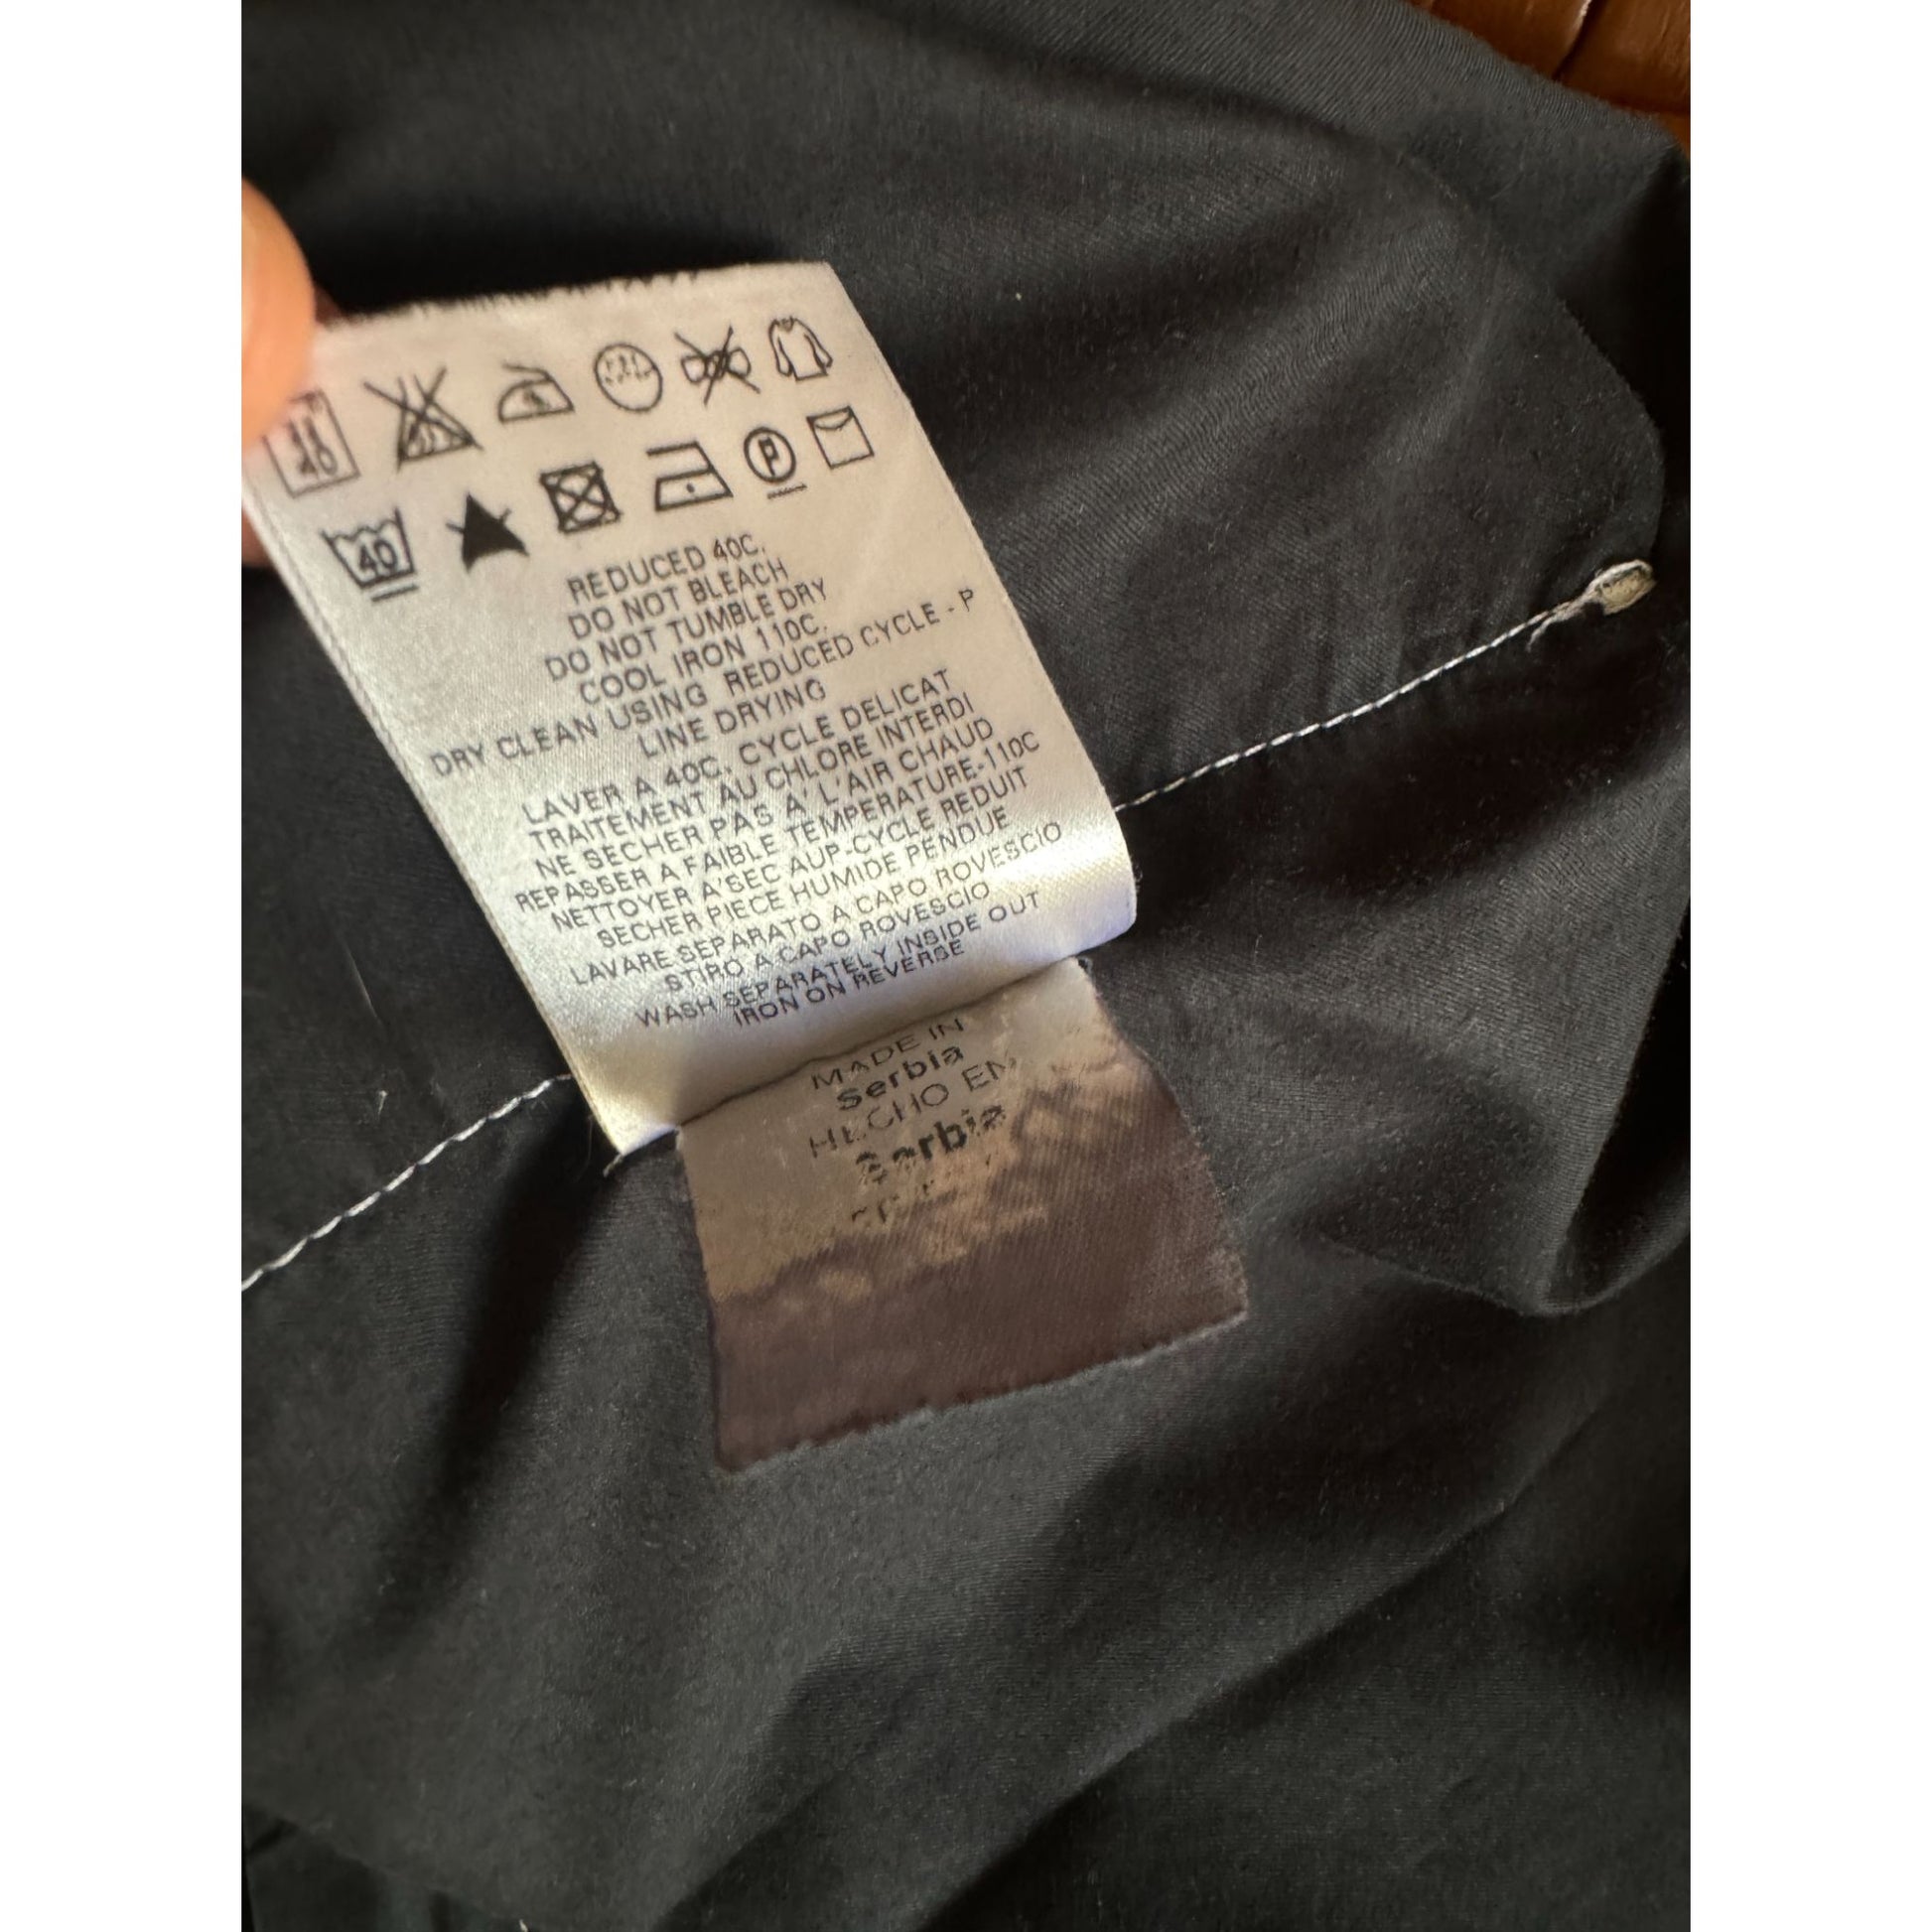 40
40
P
REDUCED 40C.
DO NOT BLEACH
DO NOT TUMBLE DRY
COOL IRON 110C.
DRY CLEAN USING REDUCED CYCLE - P
LINE DRYING
LAVER A 40C. CYCLE DELICAT
TRAITEMENT AU CHLORE INTERDI
NE SECHER PAS A' L'AIR CHAUD
REPASSER A FAIBLE TEMPERATURE-110C
NETTOYER A'SEC AUP-CYCLE REDUIT
SECHER PIECE HUMIDE PENDUE
LAVARE SEPARATO A CAPO ROVESCIO
STIRO A CAPO ROVESCIO
WASH SEPARATELY INSIDE OUT
IRON ON REVERSE
MADE IN
Serbia
HECHO EN
Serbia